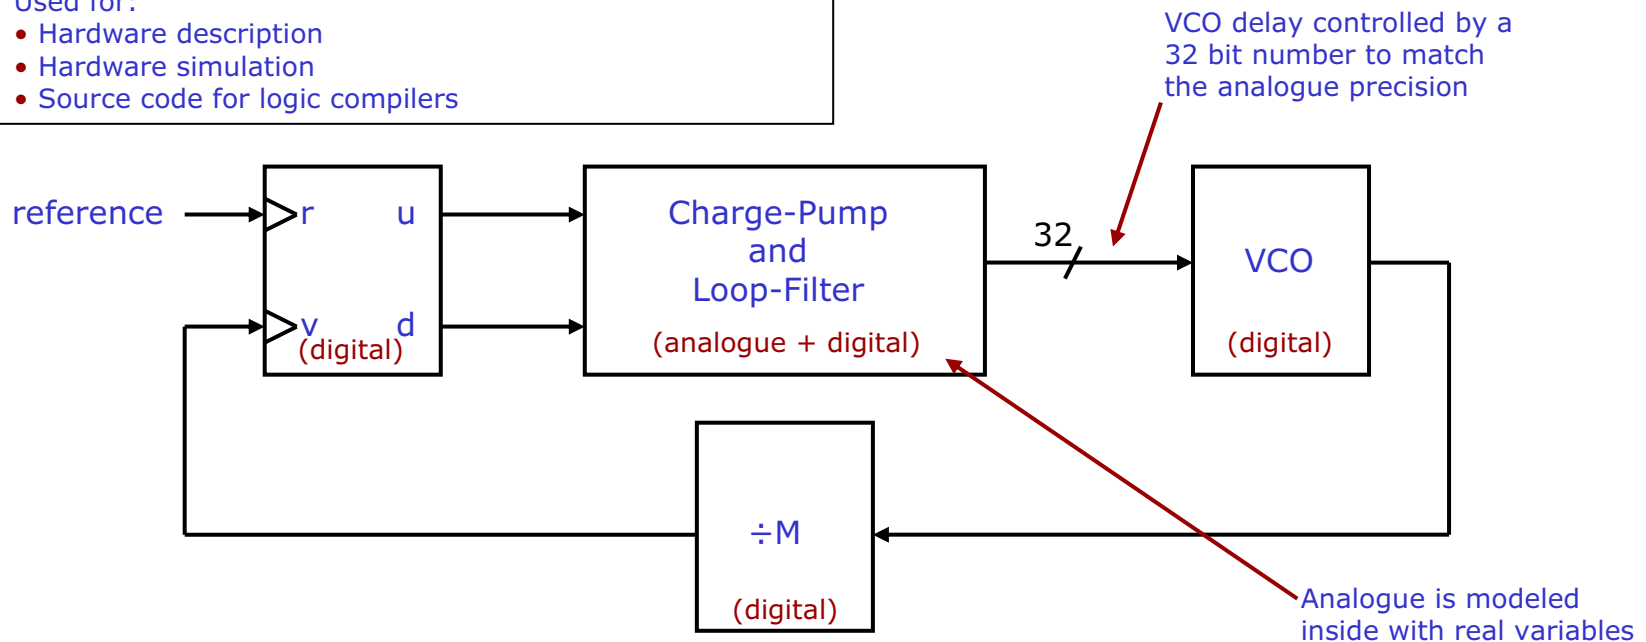 Used for:
• Hardware description
• Hardware simulation
• Source code for logic compilers
VCO delay controlled by a
32 bit number to match
the analogue precision
reference
r u
v d
(digital)
Charge-Pump
and
Loop-Filter
(analogue + digital)
32
VCO
(digital)
÷M
(digital)
Analogue is modeled
inside with real variables